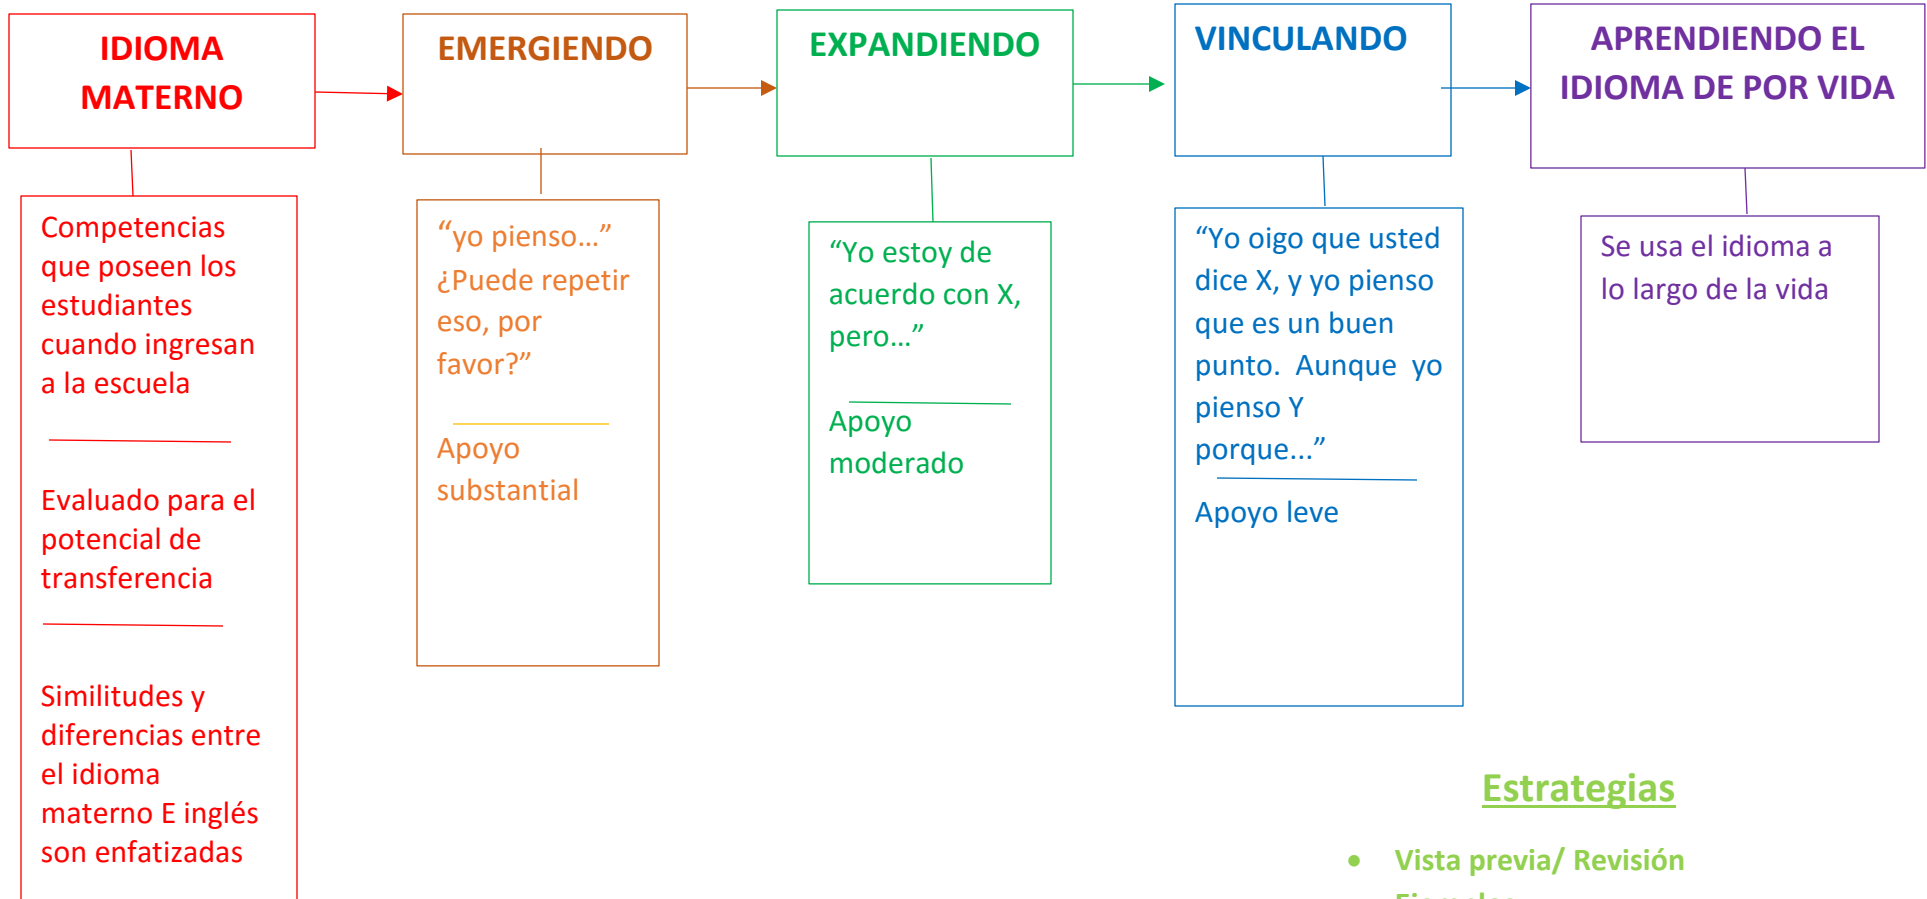 IDIOMA
MATERNO
EMERGIENDO
EXPANDIENDO
VINCULANDO
APRENDIENDO EL
IDIOMA DE POR VIDA
Competencias
que poseen los
estudiantes
cuando ingresan
a la escuela
Evaluado para el
potencial de
transferencia
Similitudes y
diferencias entre
el idioma
materno E inglés
son enfatizadas
“yo pienso…”
¿Puede repetir
eso, por
favor?”
Apoyo
substantial
“Yo estoy de
acuerdo con X,
pero…”
Apoyo
moderado
“Yo oigo que usted
dice X, y yo pienso
que es un buen
punto.  Aunque  yo
pienso Y
porque...”
Apoyo leve
Se usa el idioma a
lo largo de la vida
Estrategias
• Vista previa/ Revisión